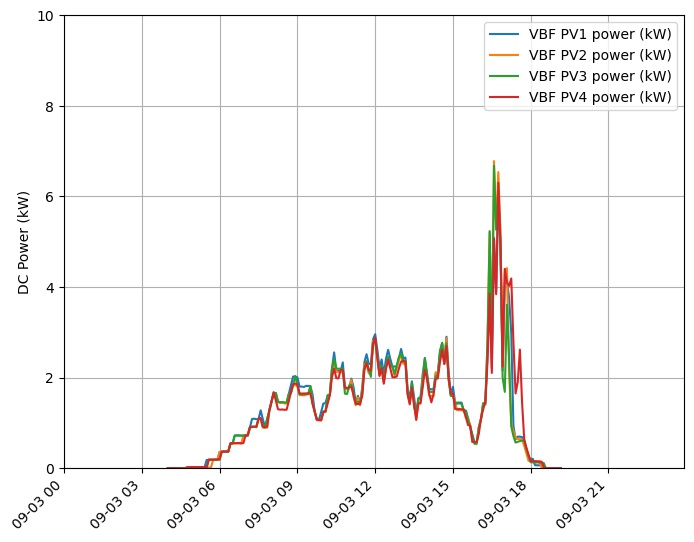 10
8
6
4
2
0
DC Power (kW)
VBF PV1 power (kW)
VBF PV2 power (kW)
VBF PV3 power (kW)
VBF PV4 power (kW)
09-03 00
09-03 03
09-03 06
09-03 09
09-03 12
09-03 15
09-03 18
09-03 21